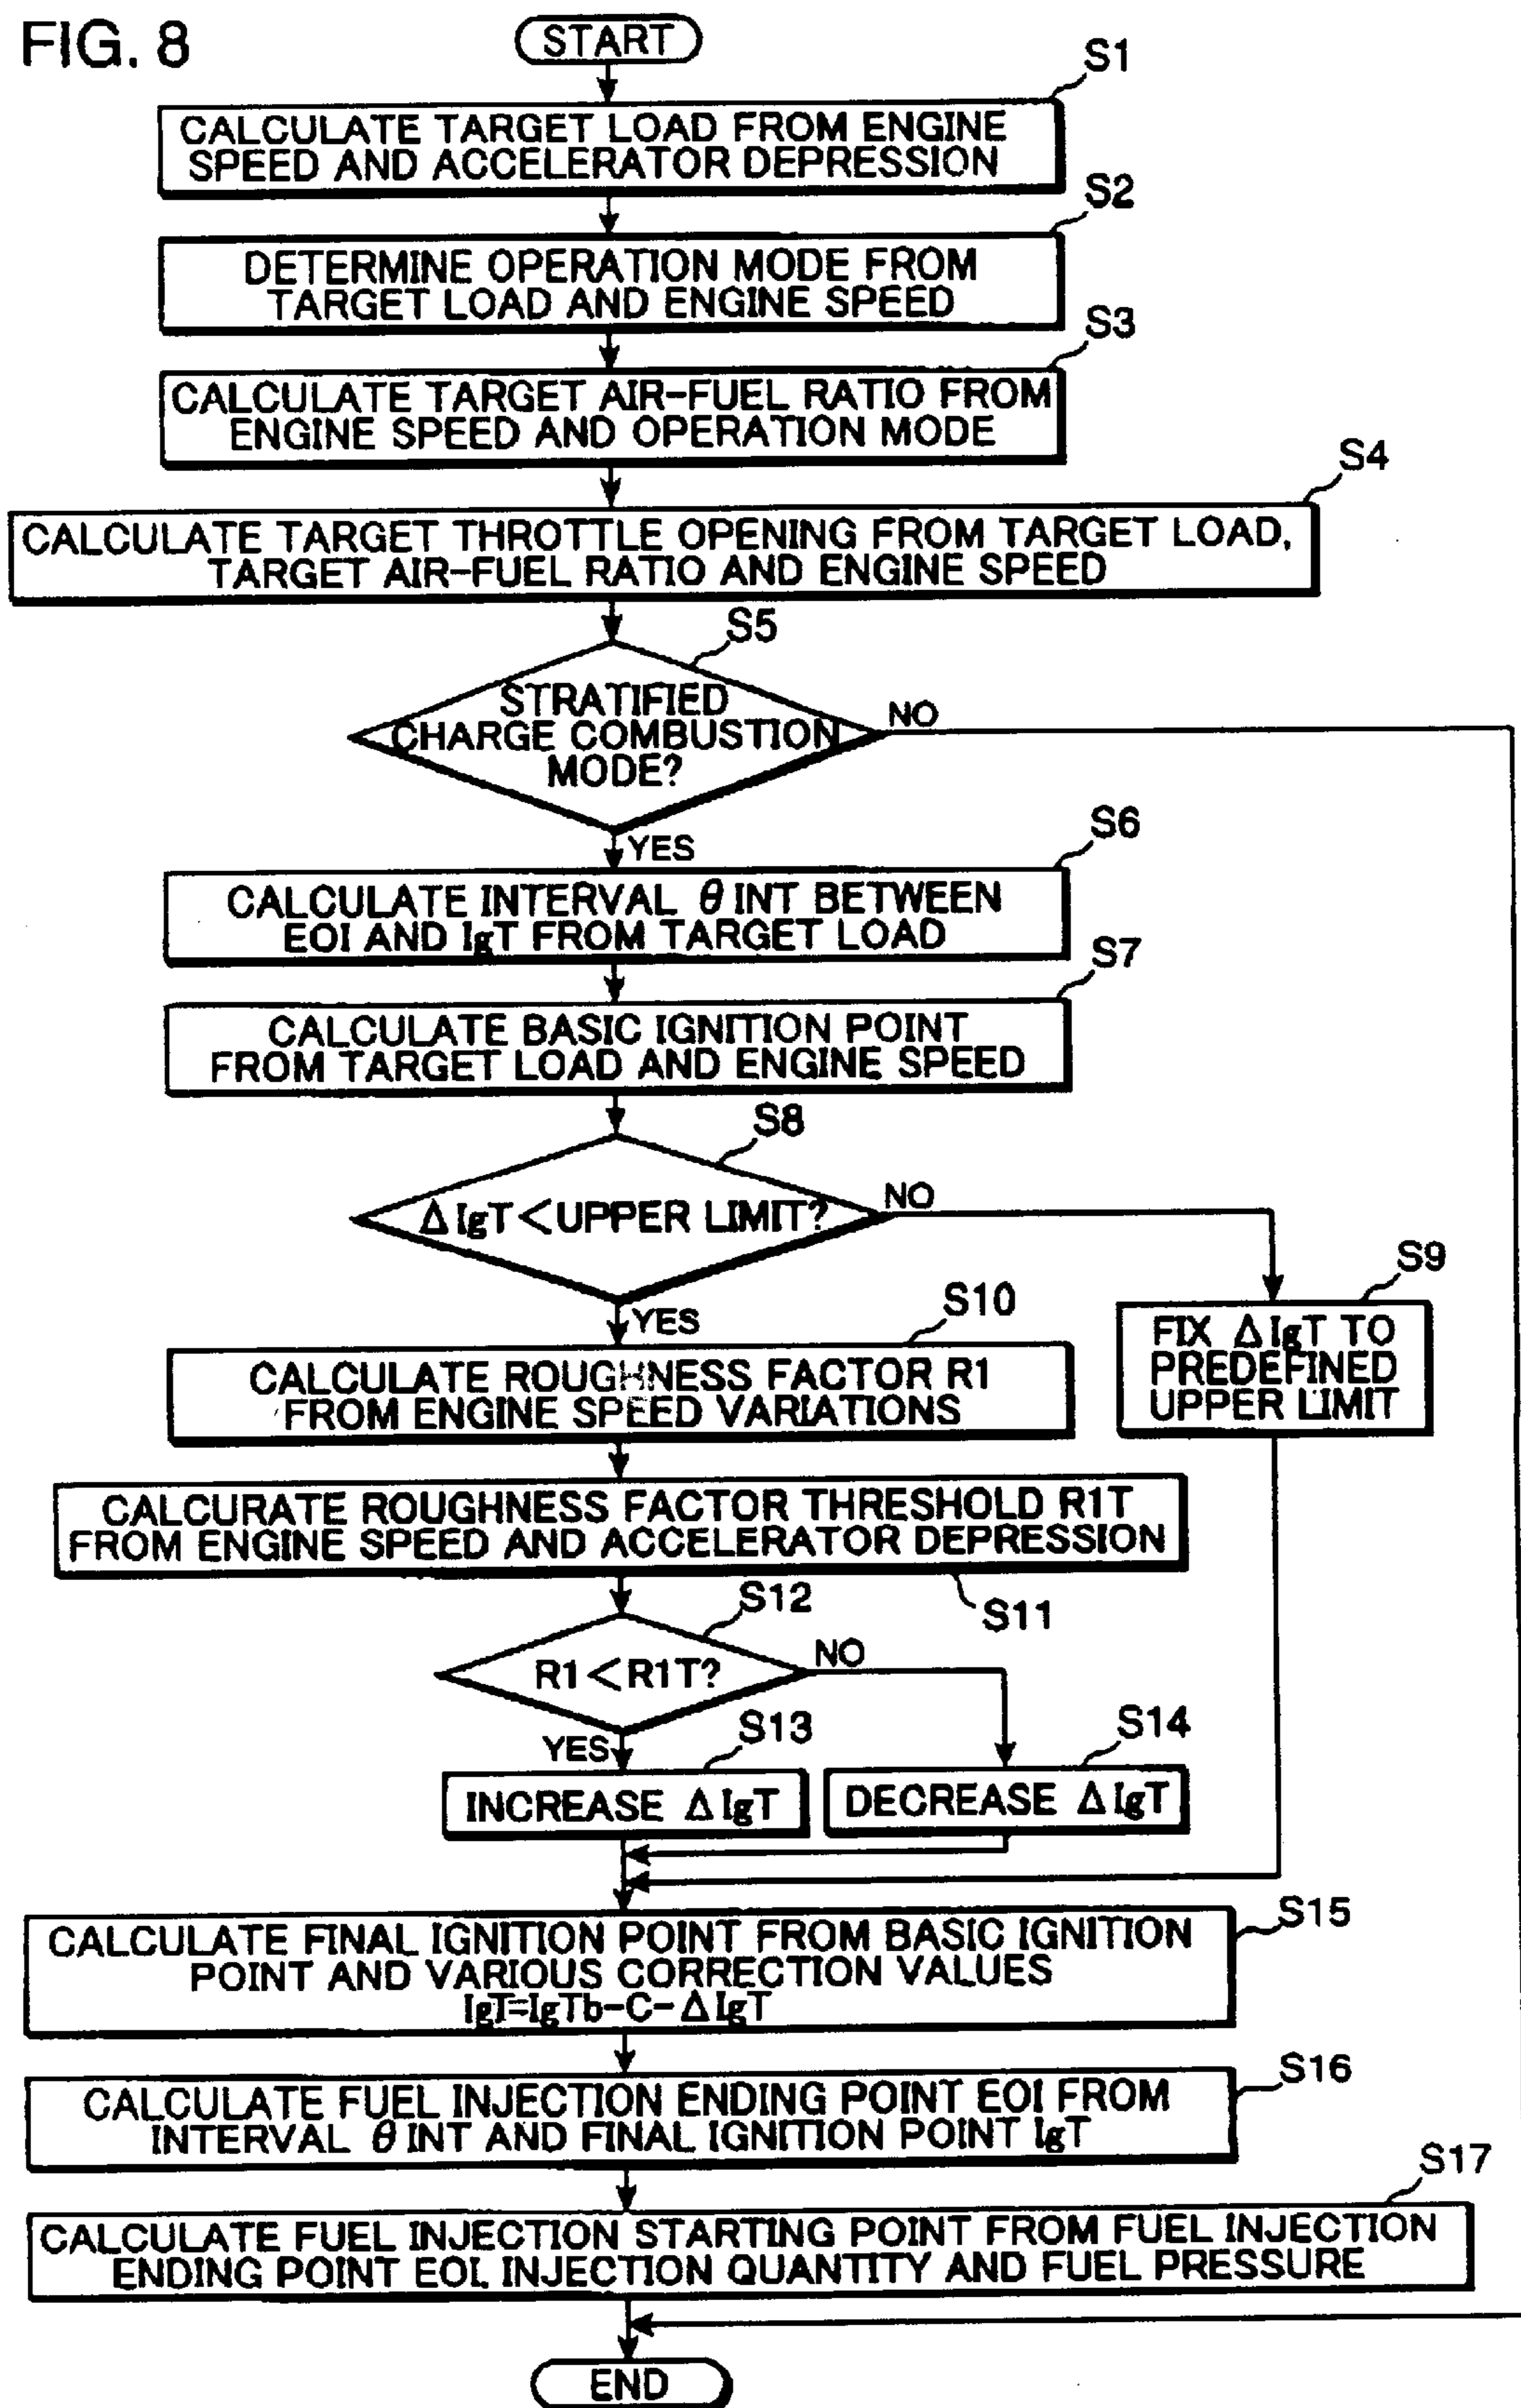 FIG. 8
START
S1
CALCULATE TARGET LOAD FROM ENGINE
SPEED AND ACCELERATOR DEPRESSION
S2
DETERMINE OPERATION MODE FROM
TARGET LOAD AND ENGINE SPEED
S3
CALCULATE TARGET AIR-FUEL RATIO FROM
ENGINE SPEED AND OPERATION MODE
S4
CALCULATE TARGET THROTTLE OPENING FROM TARGET LOAD,
TARGET AIR-FUEL RATIO AND ENGINE SPEED
S5
STRATIFIED
CHARGE COMBUSTION
MODE?
NO
YES
S6
CALCULATE INTERVAL θ INT BETWEEN
EOI AND IgT FROM TARGET LOAD
S7
CALCULATE BASIC IGNITION POINT
FROM TARGET LOAD AND ENGINE SPEED
S8
Δ IgT < UPPER LIMIT?
NO
YES
S9
FIX Δ IgT TO
PREDEFINED
UPPER LIMIT
S10
CALCULATE ROUGHNESS FACTOR R1
FROM ENGINE SPEED VARIATIONS
CALCURATE ROUGHNESS FACTOR THRESHOLD R1T
FROM ENGINE SPEED AND ACCELERATOR DEPRESSION
S11
S12
R1 < R1T?
NO
YES
S13
INCREASE Δ IgT
S14
DECREASE Δ IgT
S15
CALCULATE FINAL IGNITION POINT FROM BASIC IGNITION
POINT AND VARIOUS CORRECTION VALUES
IgT=IgTb-C-Δ IgT
S16
CALCULATE FUEL INJECTION ENDING POINT EOI FROM
INTERVAL θ INT AND FINAL IGNITION POINT IgT
S17
CALCULATE FUEL INJECTION STARTING POINT FROM FUEL INJECTION
ENDING POINT EOI, INJECTION QUANTITY AND FUEL PRESSURE
END